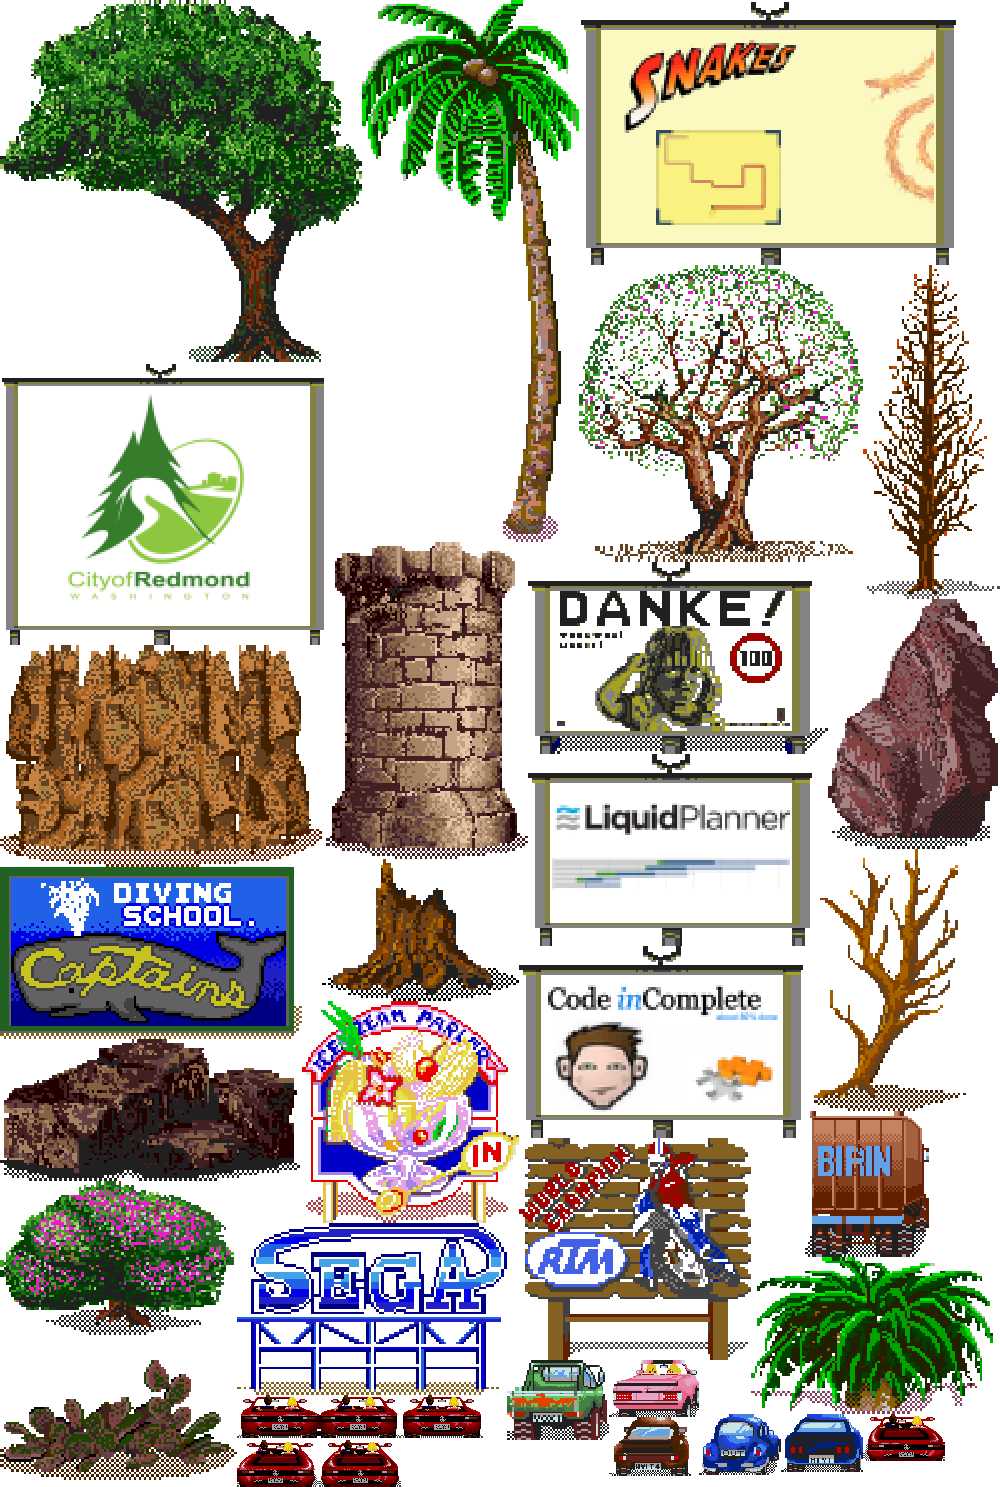 SNAKES
CityofRedmond
WASHINGTON
DANKE!
100
LiquidPlanner
DIVING
SCHOOL.
Captains
Code inComplete
ICE CREAM PARLOR
IN
WORLD
CHAMPION
RTM
BIRIN
SEGA